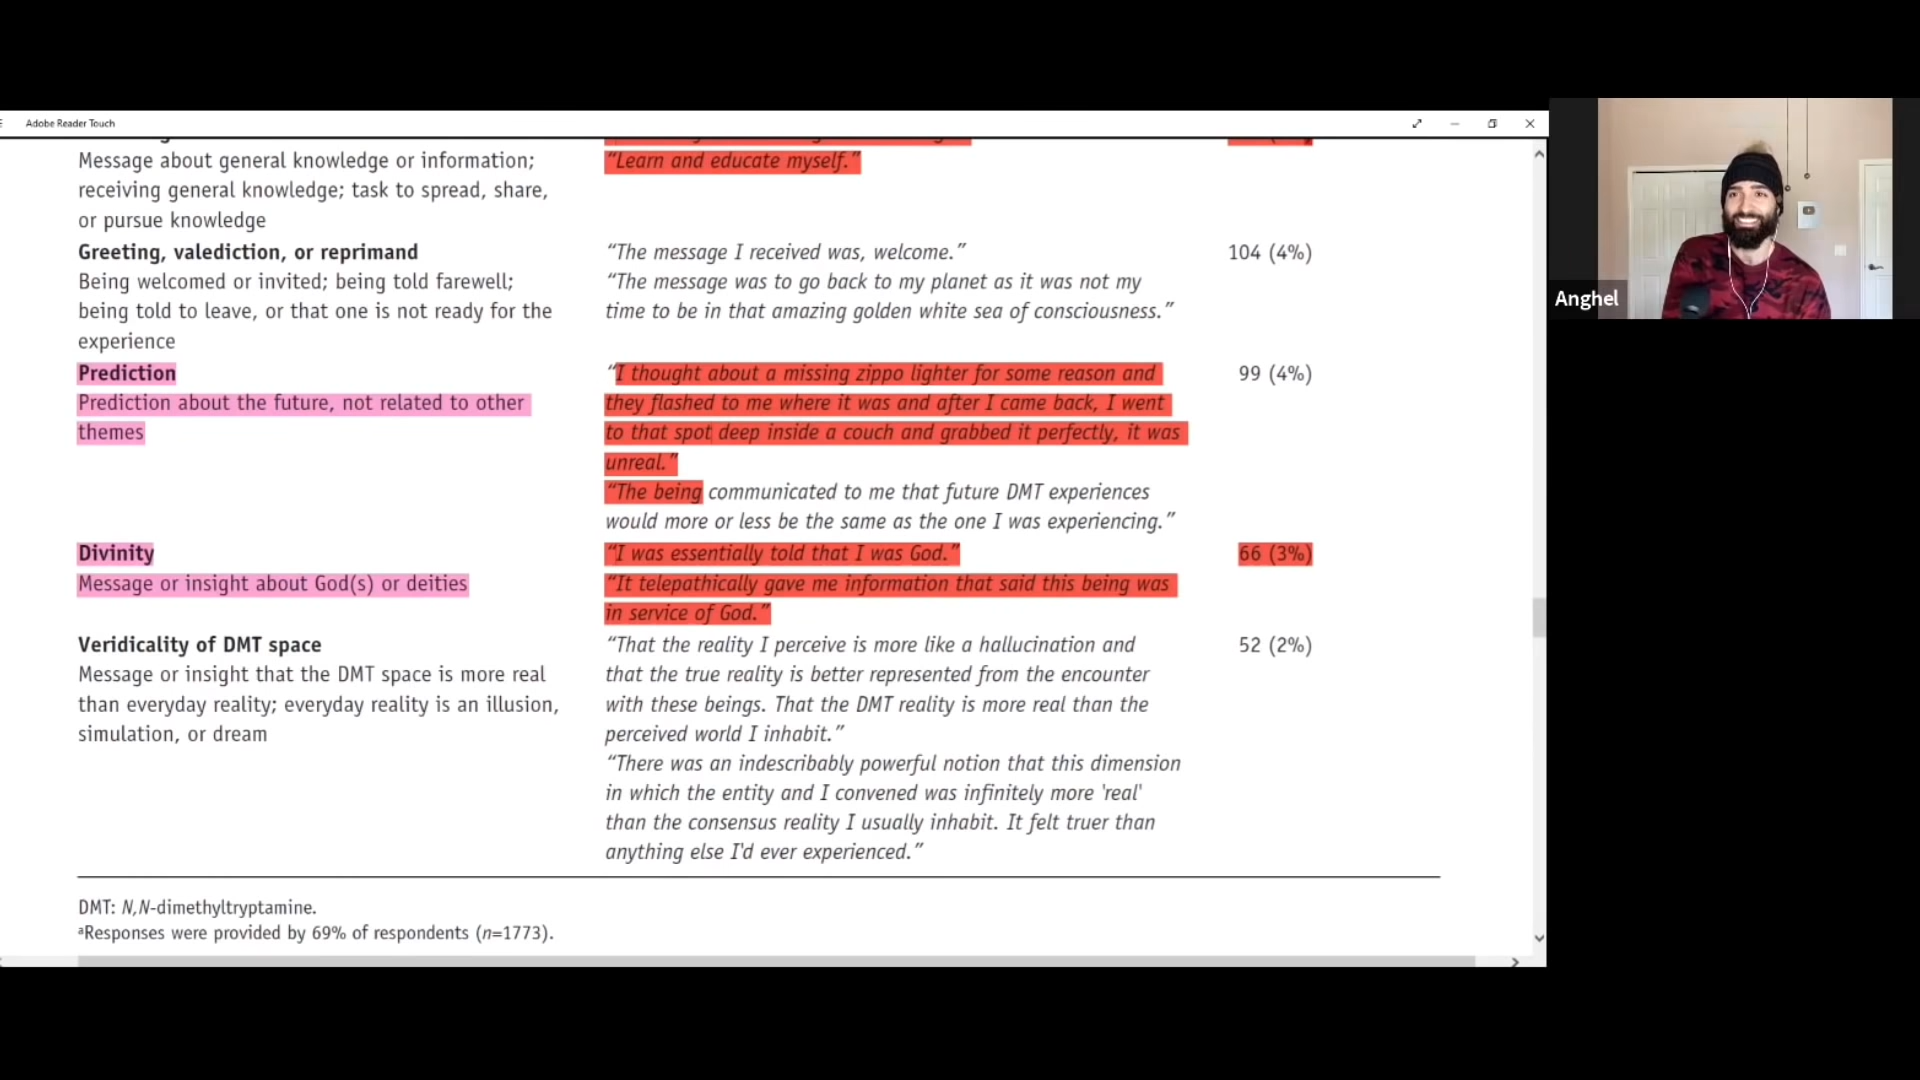 Adobe Reader Touch
Message about general knowledge or information;
receiving general knowledge; task to spread, share,
or pursue knowledge
“Learn and educate myself.”
Greeting, valediction, or reprimand
Being welcomed or invited; being told farewell;
being told to leave, or that one is not ready for the
experience
“The message I received was, welcome.”
“The message was to go back to my planet as it was not my
time to be in that amazing golden white sea of consciousness.”
104 (4%)
Prediction
Prediction about the future, not related to other
themes
“I thought about a missing zippo lighter for some reason and
they flashed to me where it was and after I came back, I went
to that spot deep inside a couch and grabbed it perfectly, it was
unreal.”
“The being communicated to me that future DMT experiences
would more or less be the same as the one I was experiencing.”
99 (4%)
Divinity
Message or insight about God(s) or deities
“I was essentially told that I was God.”
“It telepathically gave me information that said this being was
in service of God.”
66 (3%)
Veridicality of DMT space
Message or insight that the DMT space is more real
than everyday reality; everyday reality is an illusion,
simulation, or dream
“That the reality I perceive is more like a hallucination and
that the true reality is better represented from the encounter
with these beings. That the DMT reality is more real than the
perceived world I inhabit.”
“There was an indescribably powerful notion that this dimension
in which the entity and I convened was infinitely more 'real'
than the consensus reality I usually inhabit. It felt truer than
anything else I'd ever experienced.”
52 (2%)
DMT: N,N-dimethyltryptamine.
ᵃResponses were provided by 69% of respondents (n=1773).
Anghel